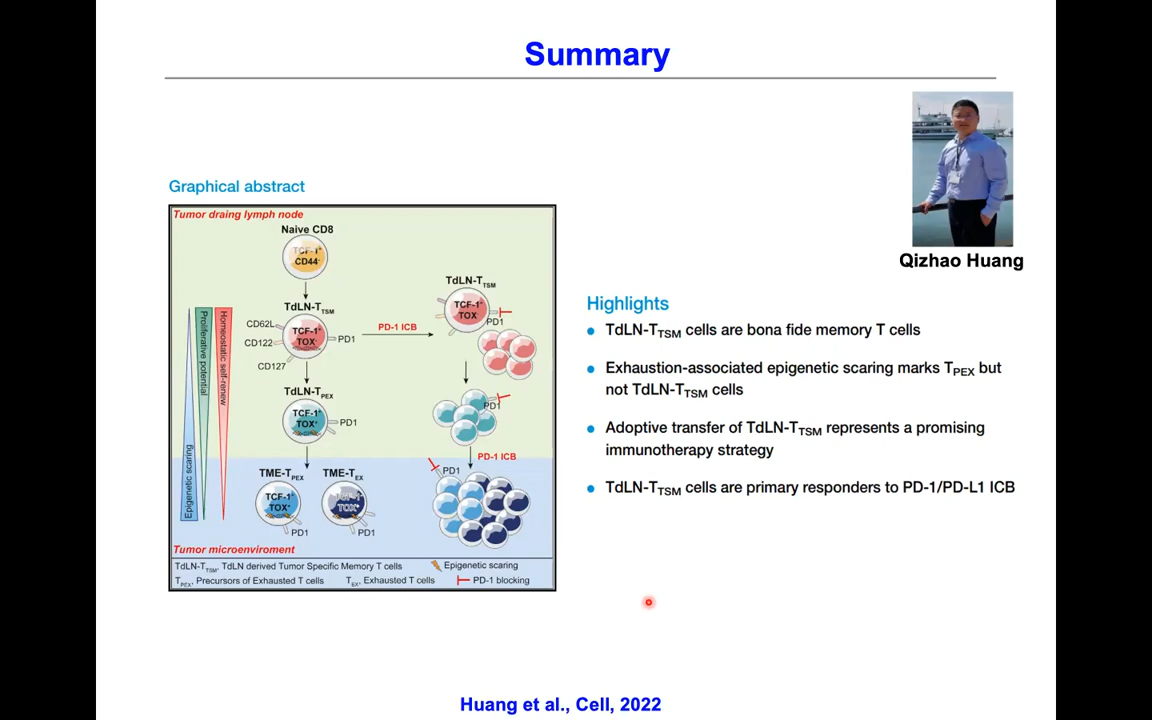 Summary
Graphical abstract
Tumor draing lymph node
Naive CD8
TCF-1⁺
CD44⁻
TdLN-TTSM
CD62L
CD122
CD127
TCF-1⁺
TOX⁻
PD1
PD-1 ICB
TdLN-TTSM
TCF-1⁺
TOX⁻
PD1
Homeostatic self-renew
Proliferative potential
Epigenetic scaring
TdLN-TPEX
TCF-1⁺
TOX⁺
PD1
PD1
PD-1 ICB
TME-TPEX
TME-TEX
TCF-1⁺
TOX⁺
TOX⁺
PD1
PD1
PD1
Tumor microenviroment
TdLN-TTSM, TdLN derived Tumor Specific Memory T cells
Epigenetic scaring
TPEX, Precursors of Exhausted T cells
TEX, Exhausted T cells
PD-1 blocking
Qizhao Huang
Highlights
TdLN-TTSM cells are bona fide memory T cells
Exhaustion-associated epigenetic scaring marks TPEX but
not TdLN-TTSM cells
Adoptive transfer of TdLN-TTSM represents a promising
immunotherapy strategy
TdLN-TTSM cells are primary responders to PD-1/PD-L1 ICB
Huang et al., Cell, 2022